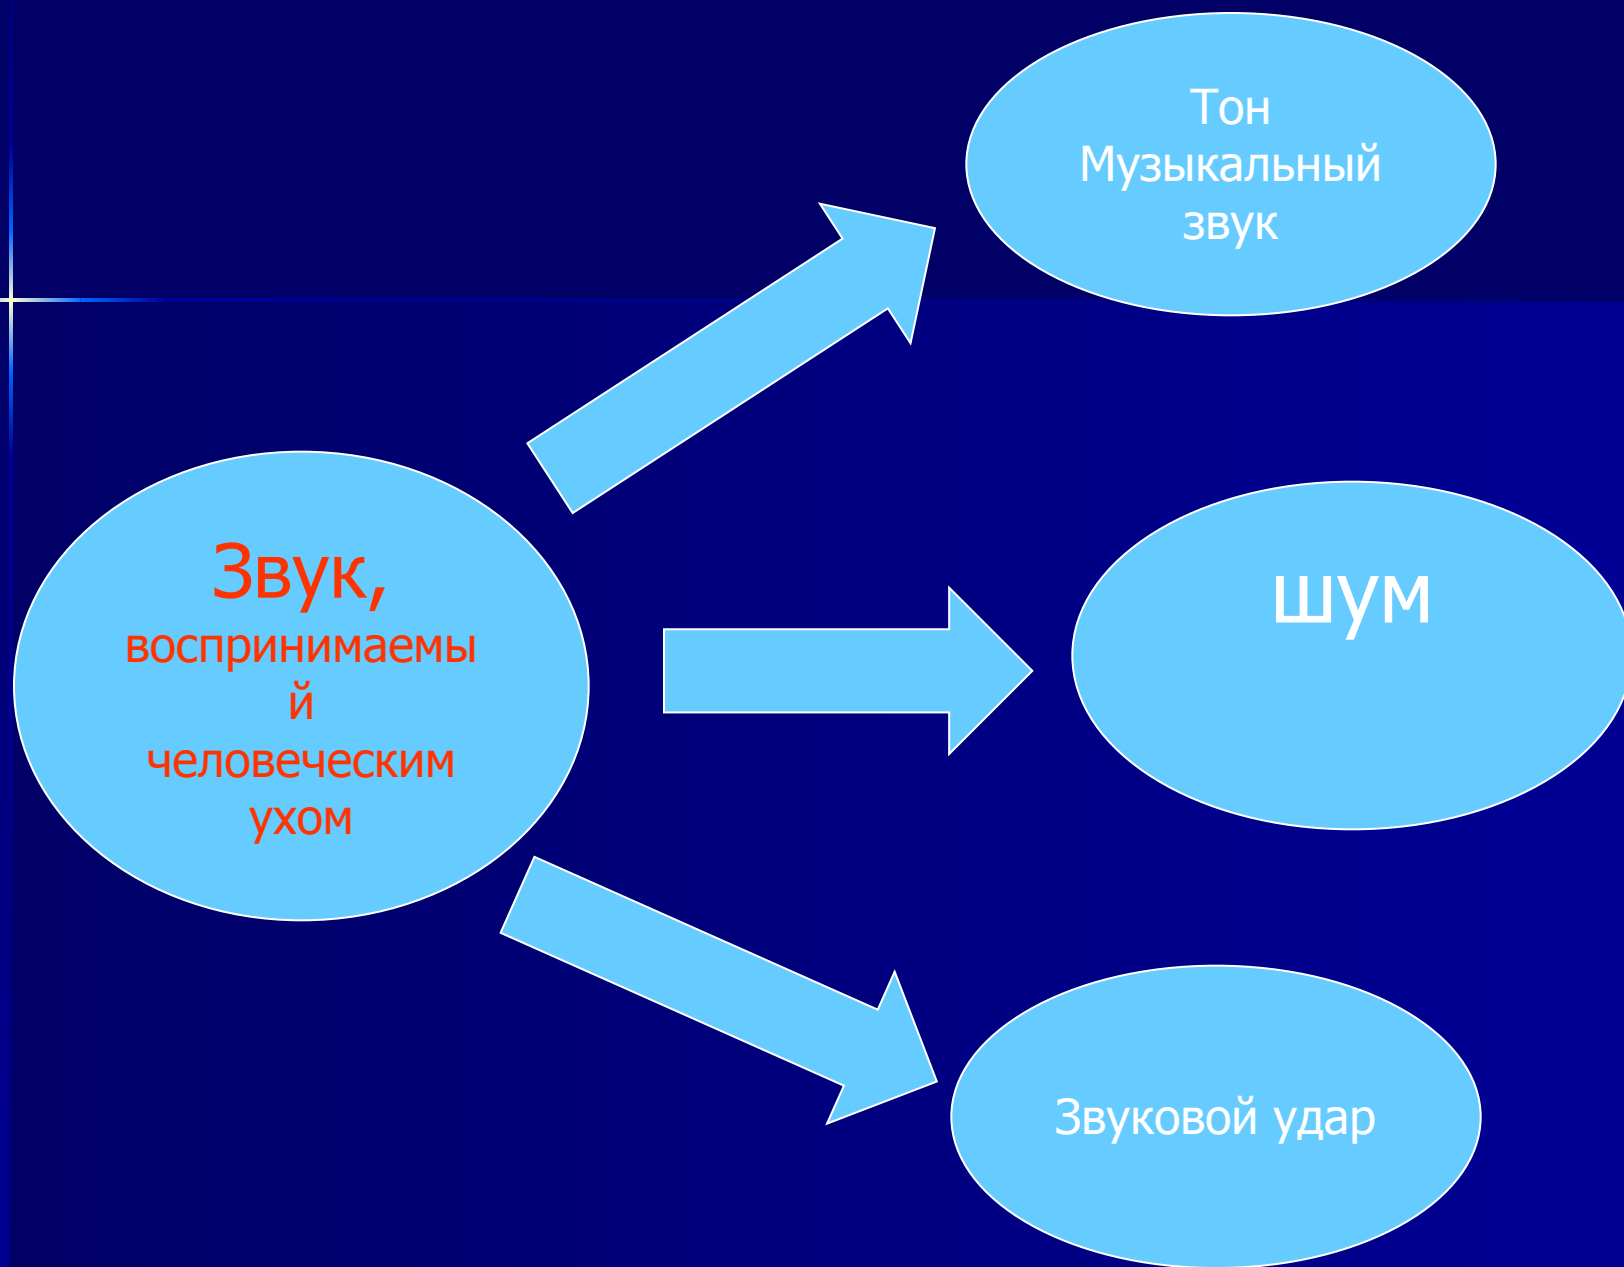 Тон
Музыкальный
звук
Звук,
воспринимаемы
й
человеческим
ухом
шум
Звуковой удар